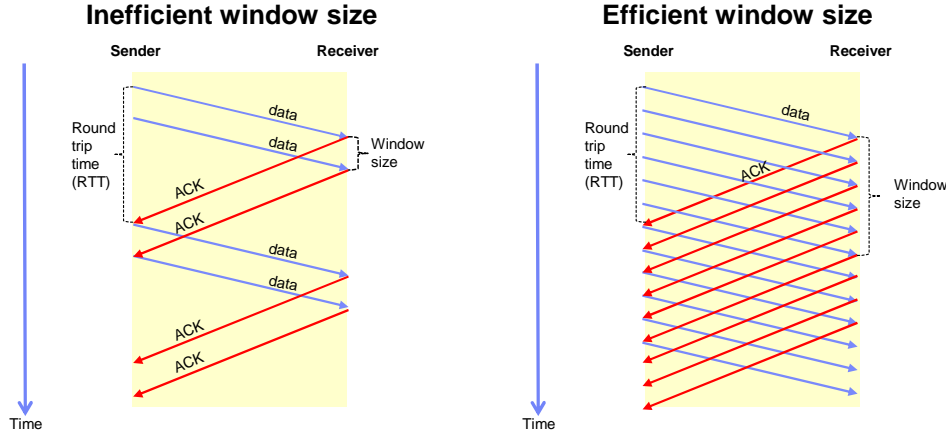 Inefficient window size
Sender
Receiver
data
data
Round
trip
time
(RTT)
Window
size
ACK
ACK
data
data
ACK
ACK
Time
Efficient window size
Sender
Receiver
data
Round
trip
time
(RTT)
ACK
Window
size
Time